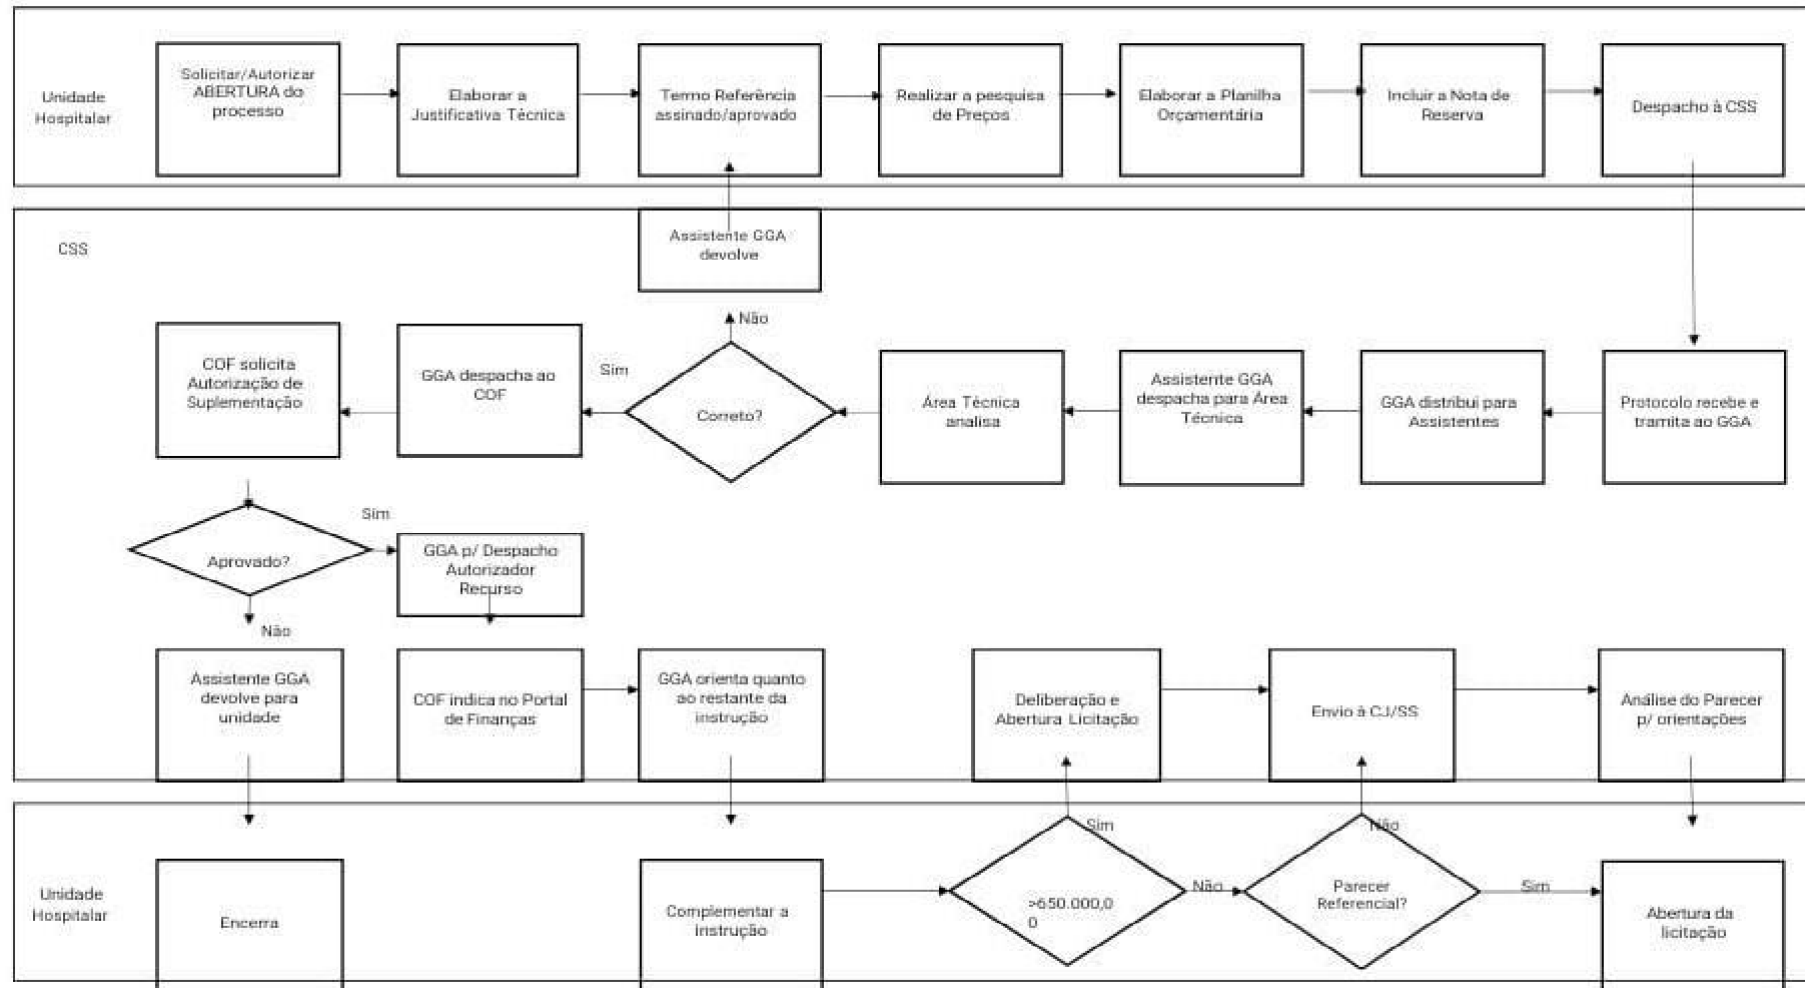 Unidade
Hospitalar
Solicitar/Autorizar
ABERTURA do
processo
Elaborar a
Justificativa Técnica
Termo Referência
assinado/aprovado
Realizar a pesquisa
de Preços
Elaborar a Planilha
Orçamentária
Incluir a Nota de
Reserva
Despacho à CSS
CSS
Assistente GGA
devolve
Não
COF solicita
Autorização de
Suplementação
GGA despacha ao
COF
Sim
Correto?
Área Técnica
analisa
Assistente GGA
despacha para Área
Técnica
GGA distribui para
Assistentes
Protocolo recebe e
tramita ao GGA
Sim
Aprovado?
GGA p/ Despacho
Autorizador
Recurso
Não
Assistente GGA
devolve para
unidade
COF indica no Portal
de Finanças
GGA orienta quanto
ao restante da
instrução
Deliberação e
Abertura Licitação
Envio à CJ/SS
Análise do Parecer
p/ orientações
Unidade
Hospitalar
Encerra
Complementar a
instrução
Sim
>650.000,0
0
Não
Não
Parecer
Referencial?
Sim
Abertura da
licitação